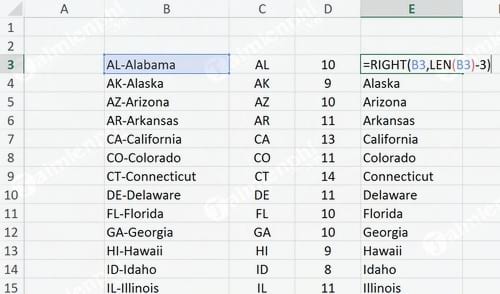 A B C D E
1
2
3 AL-Alabama AL 10 =RIGHT(B3,LEN(B3)-3)
4 AK-Alaska AK 9 Alaska
5 AZ-Arizona AZ 10 Arizona
6 AR-Arkansas AR 11 Arkansas
7 CA-California CA 13 California
8 CO-Colorado CO 11 Colorado
9 CT-Connecticut CT 14 Connecticut
10 DE-Delaware DE 11 Delaware
11 FL-Florida FL 10 Florida
12 GA-Georgia GA 10 Georgia
13 HI-Hawaii HI 9 Hawaii
14 ID-Idaho ID 8 Idaho
15 IL-Illinois IL 11 Illinois